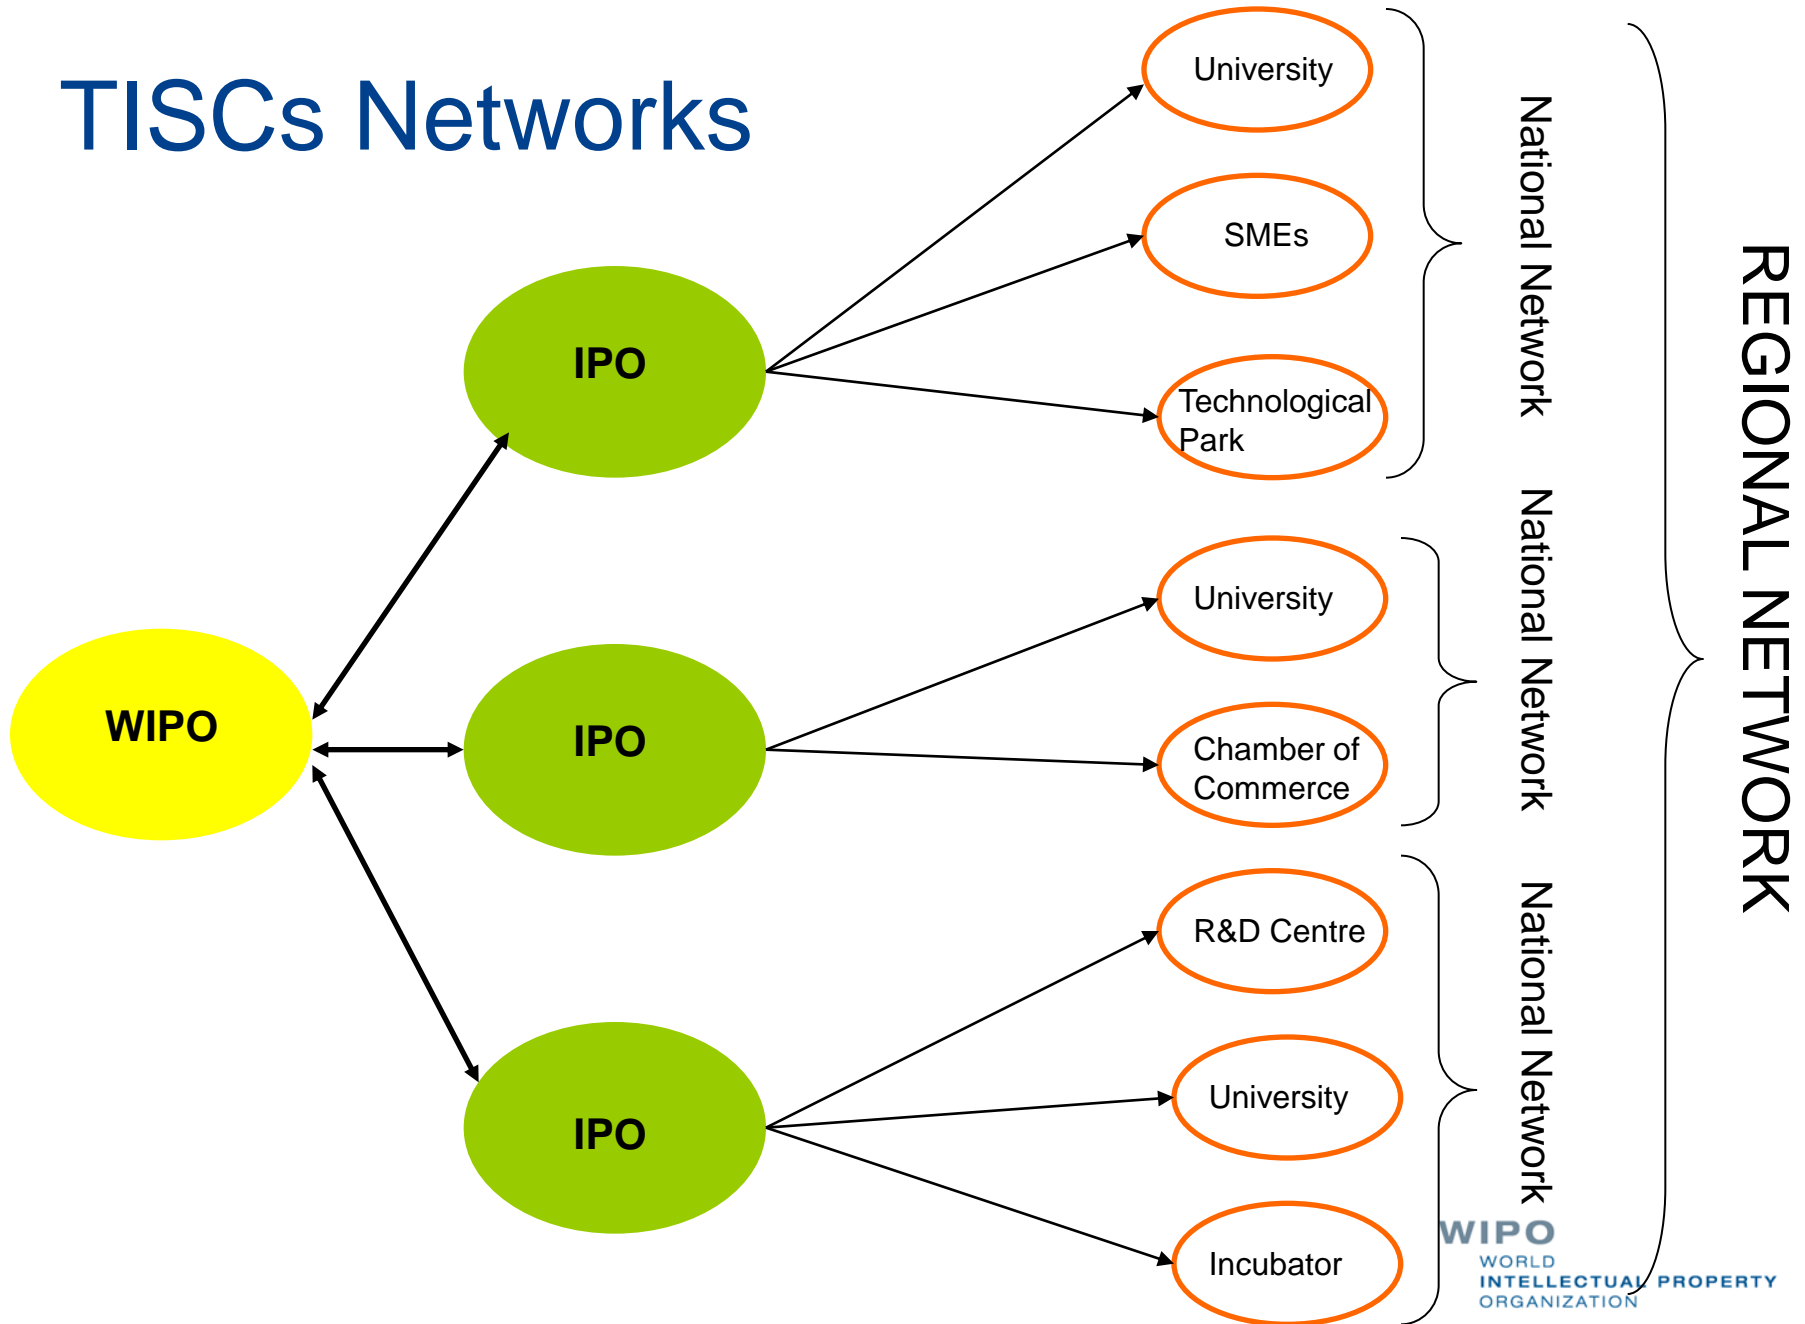 TISCs Networks
University
SMEs
Technological
Park
IPO
National Network
WIPO
IPO
University
Chamber of
Commerce
National Network
IPO
R&D Centre
University
Incubator
National Network
REGIONAL NETWORK
WIPO
WORLD
INTELLECTUAL PROPERTY
ORGANIZATION